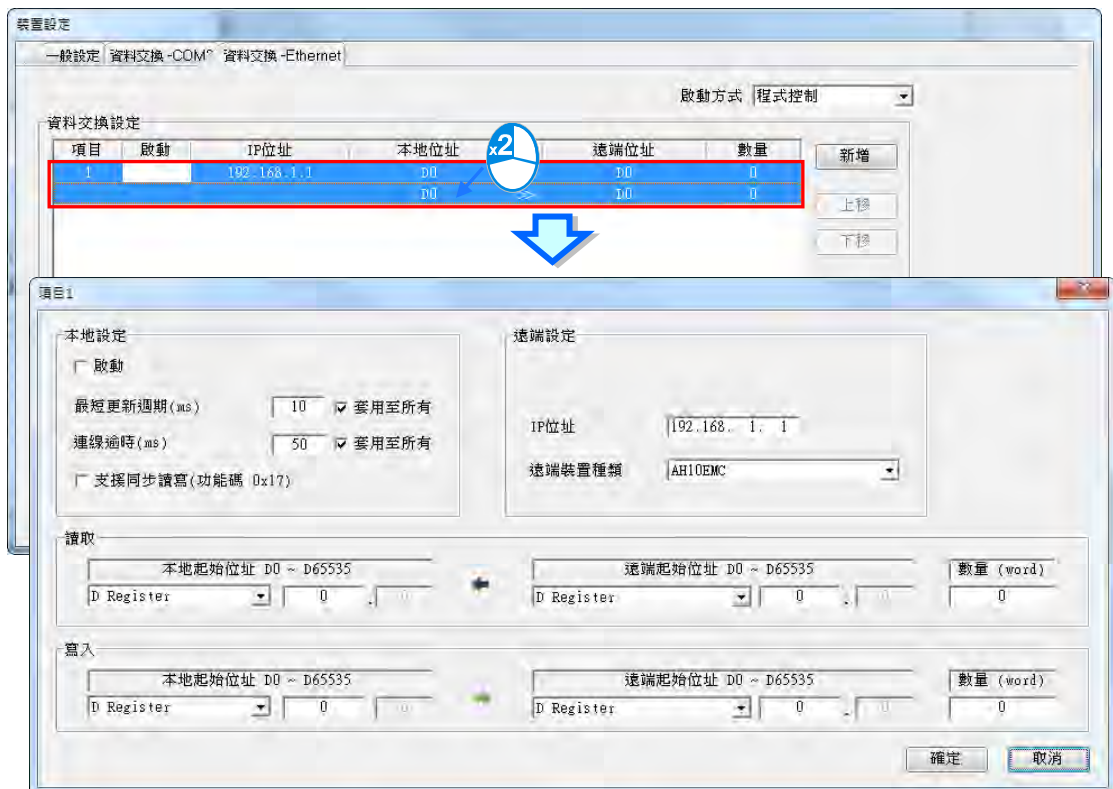 裝置設定
一般設定 資料交換 -COM 資料交換 -Ethernet
啟動方式 程式控制
資料交換設定
項目 啟動 IP位址 本地位址 遠端位址 數量
x2
新增
1 192.168.1.1 D0 D0 0
D0 >> D0 0
上移
下移
項目1
本地設定
啟動
最短更新週期(ms) 10 套用至所有
連線逾時(ms) 50 套用至所有
支援同步讀寫(功能碼 0x17)
遠端設定
IP位址 192.168. 1. 1
遠端裝置種類 AH10EMC
讀取
本地起始位址 D0 ~ D65535 遠端起始位址 D0 ~ D65535 數量 (word)
D Register 0 . 0 D Register 0 . 0 0
寫入
本地起始位址 D0 ~ D65535 遠端起始位址 D0 ~ D65535 數量 (word)
D Register 0 . 0 D Register 0 . 0 0
確定 取消